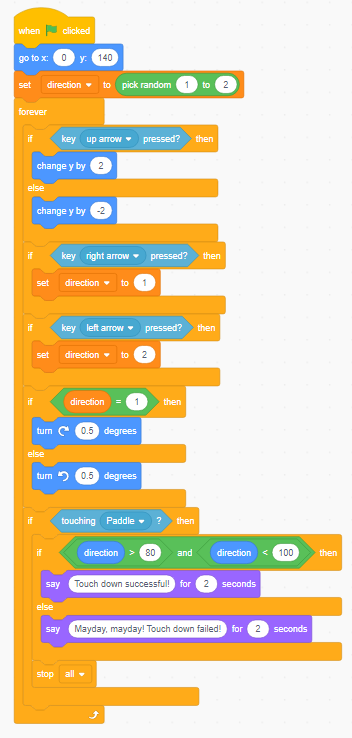 when clicked
go to x: 0 y: 140
set direction to pick random 1 to 2
forever
if key up arrow pressed? then
change y by 2
else
change y by -2
if key right arrow pressed? then
set direction to 1
if key left arrow pressed? then
set direction to 2
if direction = 1 then
turn 0.5 degrees
else
turn 0.5 degrees
if touching Paddle ? then
if direction > 80 and direction < 100 then
say Touch down successful! for 2 seconds
else
say Mayday, mayday! Touch down failed! for 2 seconds
stop all